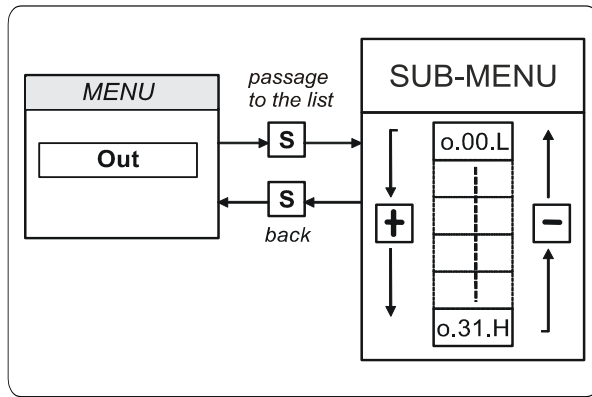 MENU
Out
passage
to the list
S
S
back
SUB-MENU
o.00.L
+
−
o.31.H